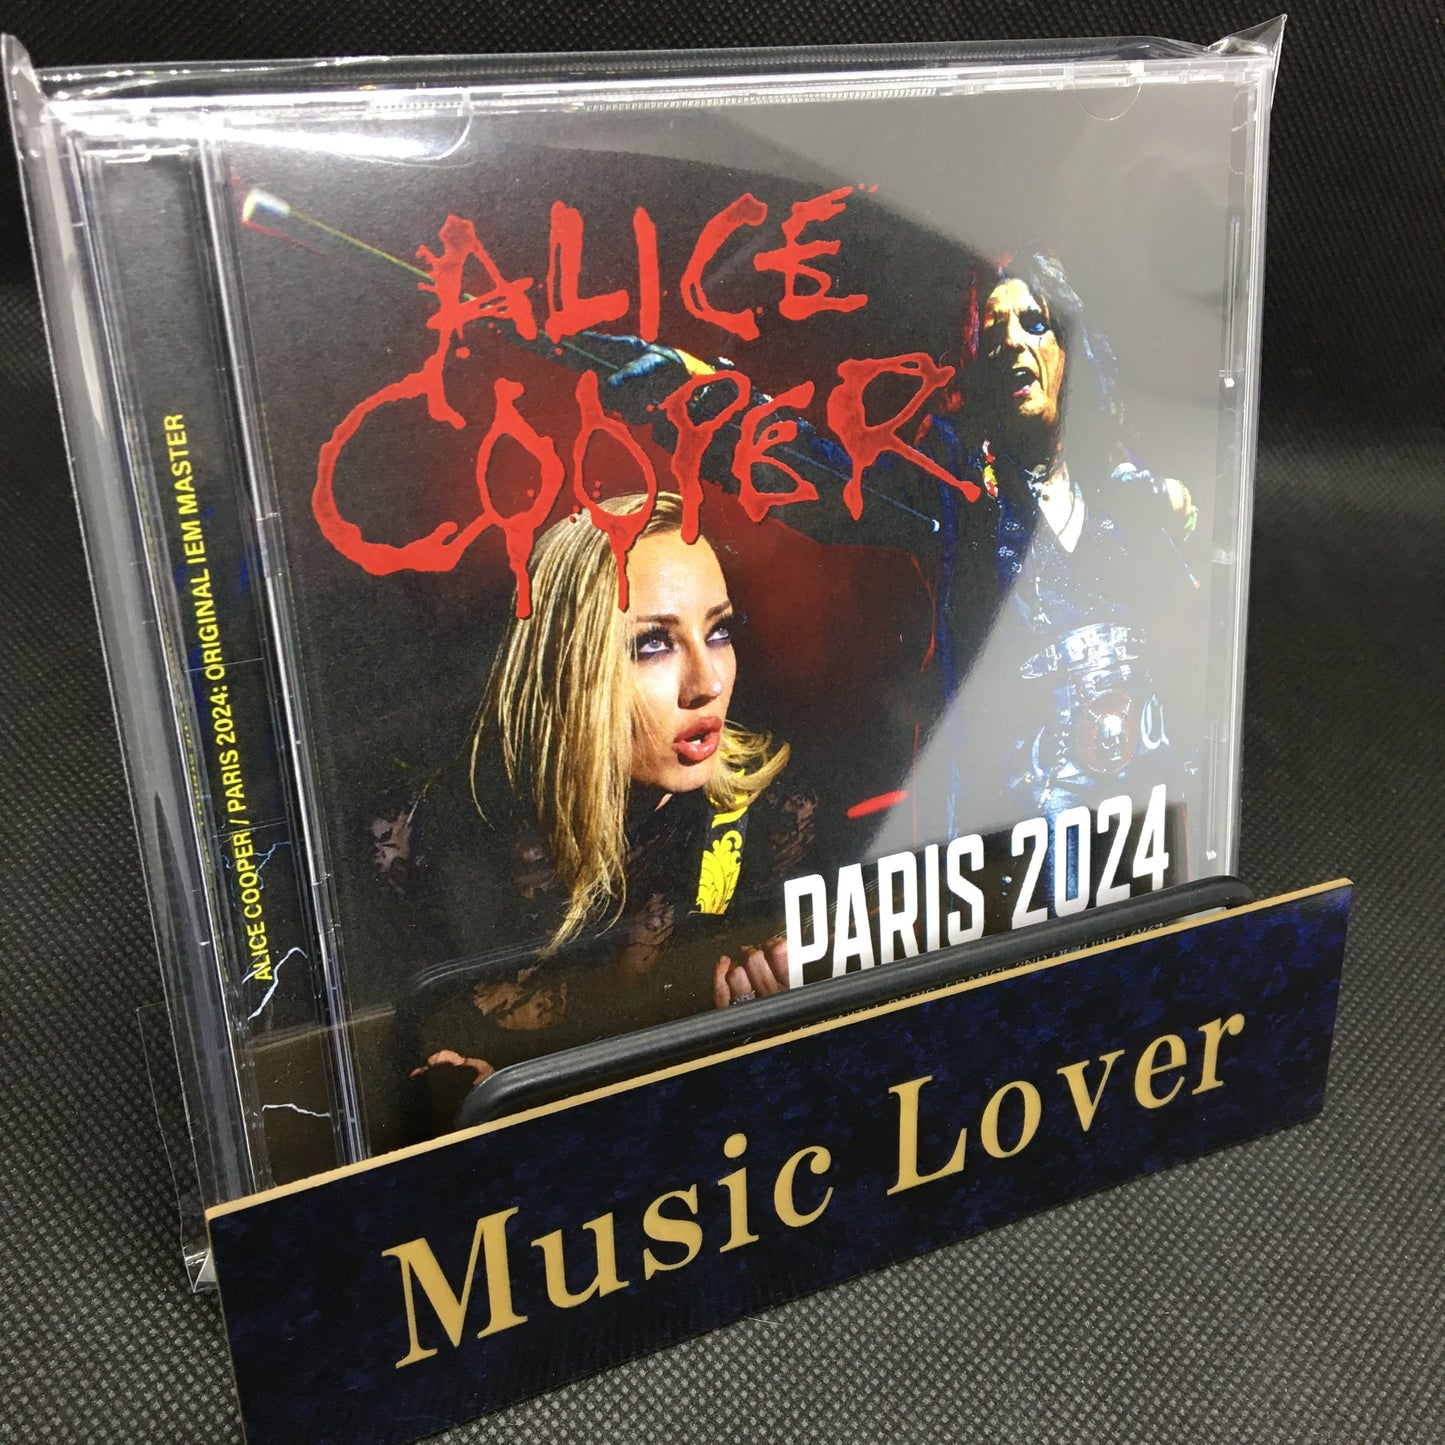 ALICE
COOPER
PARIS 2024
ALICE COOPER / PARIS 2024: ORIGINAL IEM MASTER
Music Lover